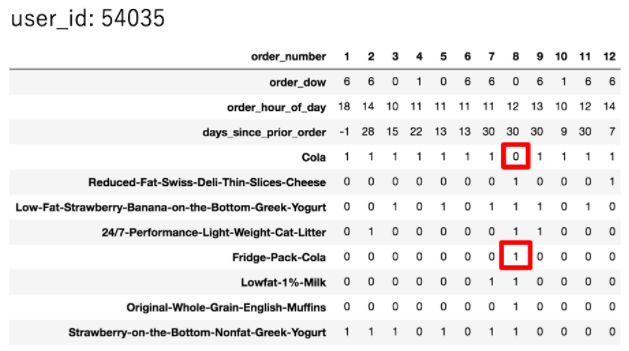 user_id: 54035
order_number 1 2 3 4 5 6 7 8 9 10 11 12
order_dow 6 6 0 1 0 6 6 0 6 1 6 6
order_hour_of_day 18 14 10 11 11 11 11 12 13 10 12 14
days_since_prior_order -1 28 15 22 13 13 30 30 30 9 30 7
Cola 1 1 1 1 1 1 1 0 1 1 1 1
Reduced-Fat-Swiss-Deli-Thin-Slices-Cheese 0 0 0 0 0 0 0 1 0 0 0 1
Low-Fat-Strawberry-Banana-on-the-Bottom-Greek-Yogurt 0 0 1 0 1 0 1 1 1 0 1 0
24/7-Performance-Light-Weight-Cat-Litter 0 1 0 0 0 0 0 1 1 0 0 0
Fridge-Pack-Cola 0 0 0 0 0 0 0 1 0 0 0 0
Lowfat-1%-Milk 0 0 0 0 0 0 1 1 0 0 0 0
Original-Whole-Grain-English-Muffins 0 0 0 0 0 0 0 1 0 0 0 0
Strawberry-on-the-Bottom-Nonfat-Greek-Yogurt 1 1 1 0 1 0 1 1 0 0 0 0